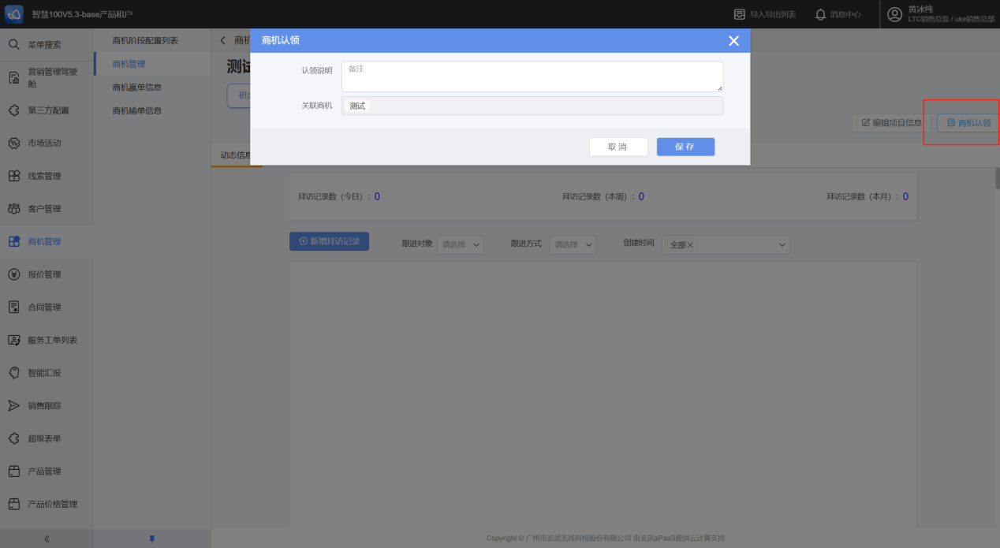 智慧100V5.3-base产品租户
导入导出列表
消息中心
黄冰纯
LTC销售总监 / uke销售总部
菜单搜索
营销管理驾驶
舱
第三方配置
市场活动
线索管理
客户管理
商机管理
报价管理
合同管理
服务工单列表
智能汇报
销售跟踪
超级表单
产品管理
产品价格管理
商机阶段配置列表
商机管理
商机赢单信息
商机输单信息
商机
测试
初步
商机认领
认领说明
备注
关联商机
测试
取 消
保 存
编辑项目信息
商机认领
动态信息
拜访记录数（今日）: 0
拜访记录数（本周）: 0
拜访记录数（本月）: 0
新增拜访记录
跟进对象
请选择
跟进方式
请选择
创建时间
全部
Copyright © 广州市玄武无线科技股份有限公司 由玄讯aPaaS提供云计算支持